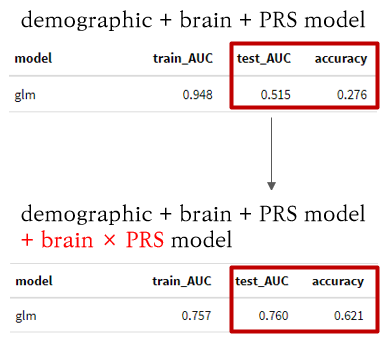 demographic + brain + PRS model
model train_AUC test_AUC accuracy
glm 0.948 0.515 0.276
demographic + brain + PRS model
+ brain × PRS model
model train_AUC test_AUC accuracy
glm 0.757 0.760 0.621